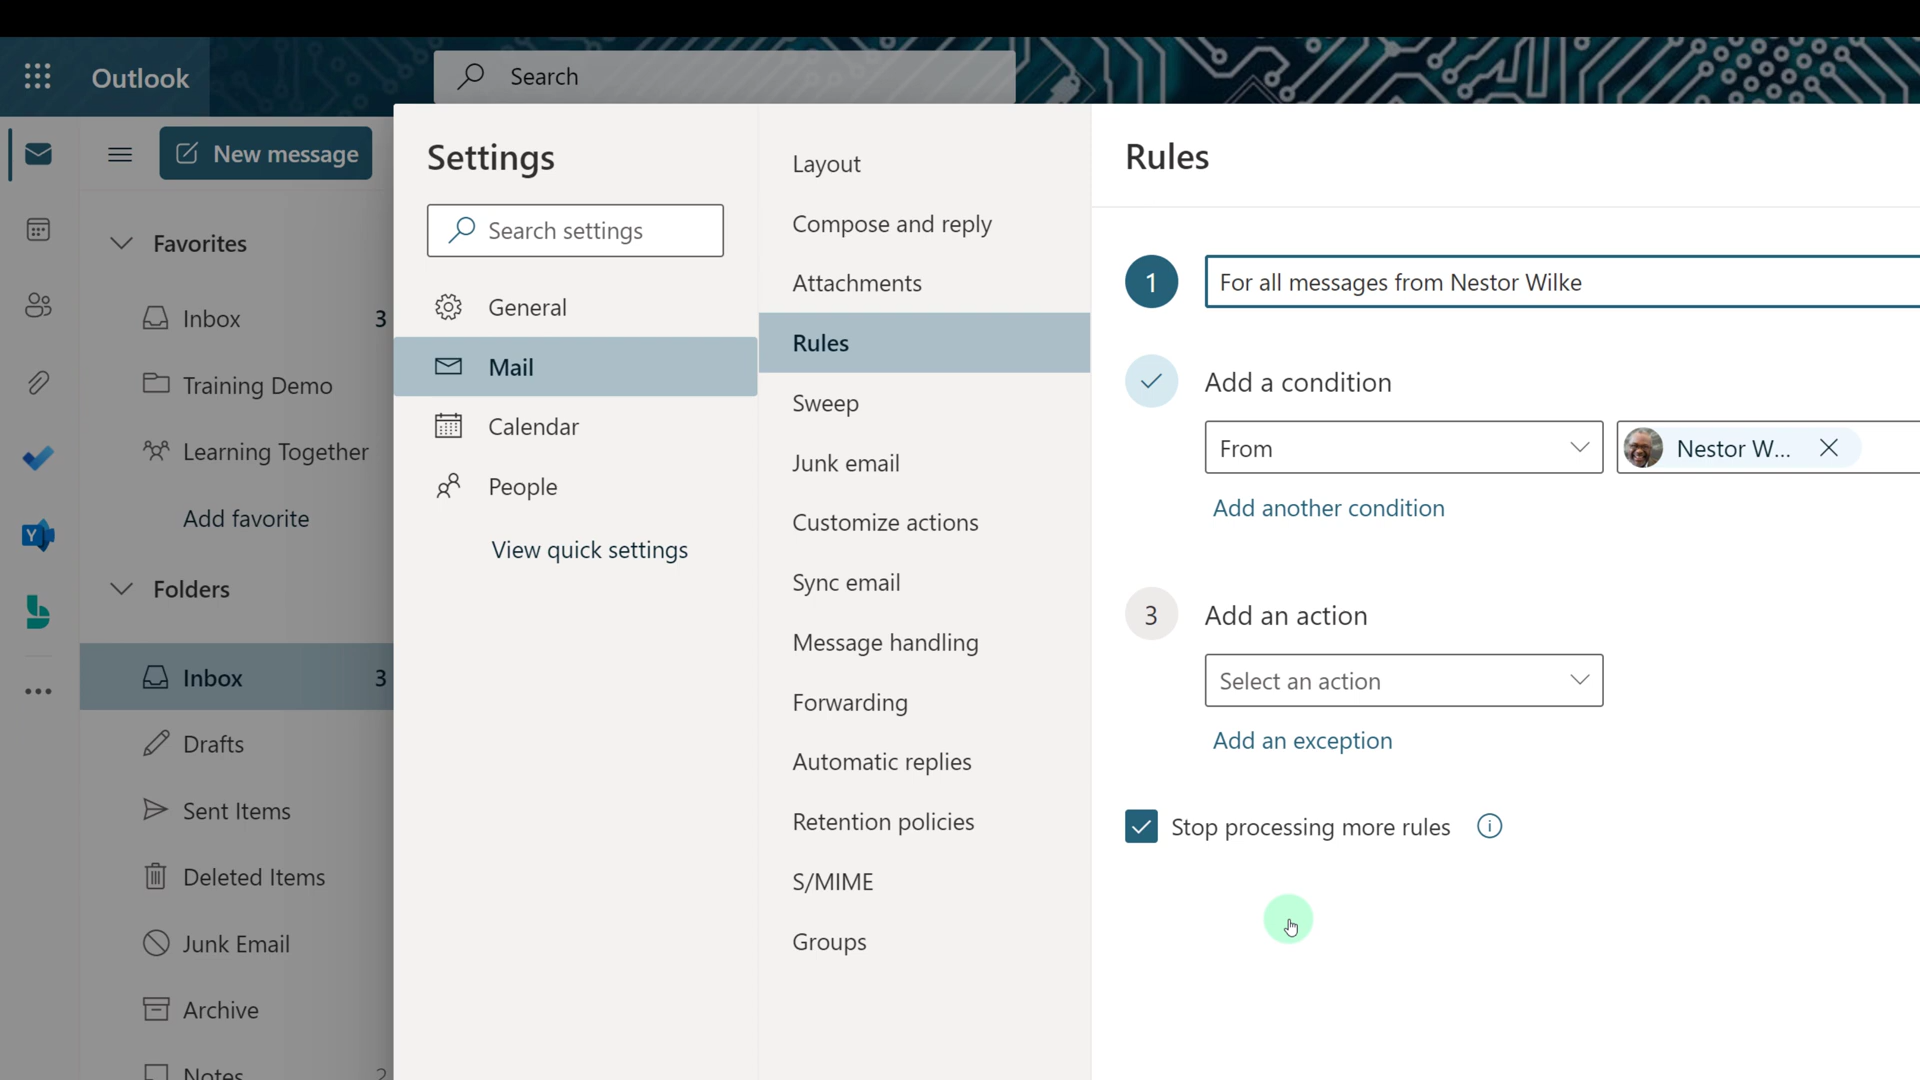 Outlook
Search
New message
Favorites
Inbox 3
Training Demo
Learning Together
Add favorite
Folders
Inbox 3
Drafts
Sent Items
Deleted Items
Junk Email
Archive
Notes 2
Settings
Search settings
General
Mail
Calendar
People
View quick settings
Layout
Compose and reply
Attachments
Rules
Sweep
Junk email
Customize actions
Sync email
Message handling
Forwarding
Automatic replies
Retention policies
S/MIME
Groups
Rules
1 For all messages from Nestor Wilke
Add a condition
From Nestor W...
Add another condition
3 Add an action
Select an action
Add an exception
Stop processing more rules